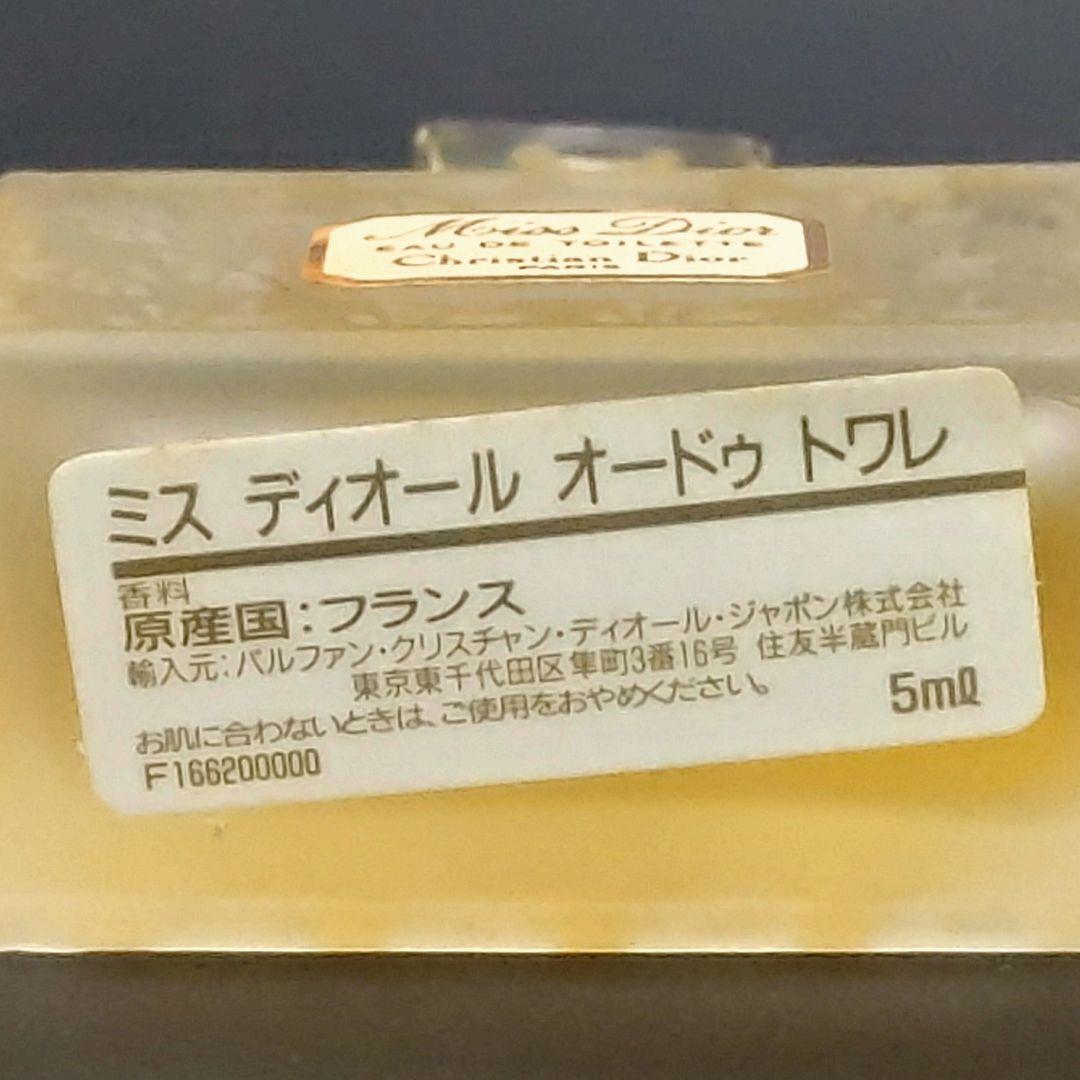 Miss Dior
EAU DE TOILETTE
Christian Dior
PARIS
ミス ディオール オードゥ トワレ
香料
原産国:フランス
輸入元:パルファン・クリスチャン・ディオール・ジャポン株式会社
東京東千代田区隼町3番16号 住友半蔵門ビル
お肌に合わないときは、ご使用をおやめください。
5mℓ
F166200000